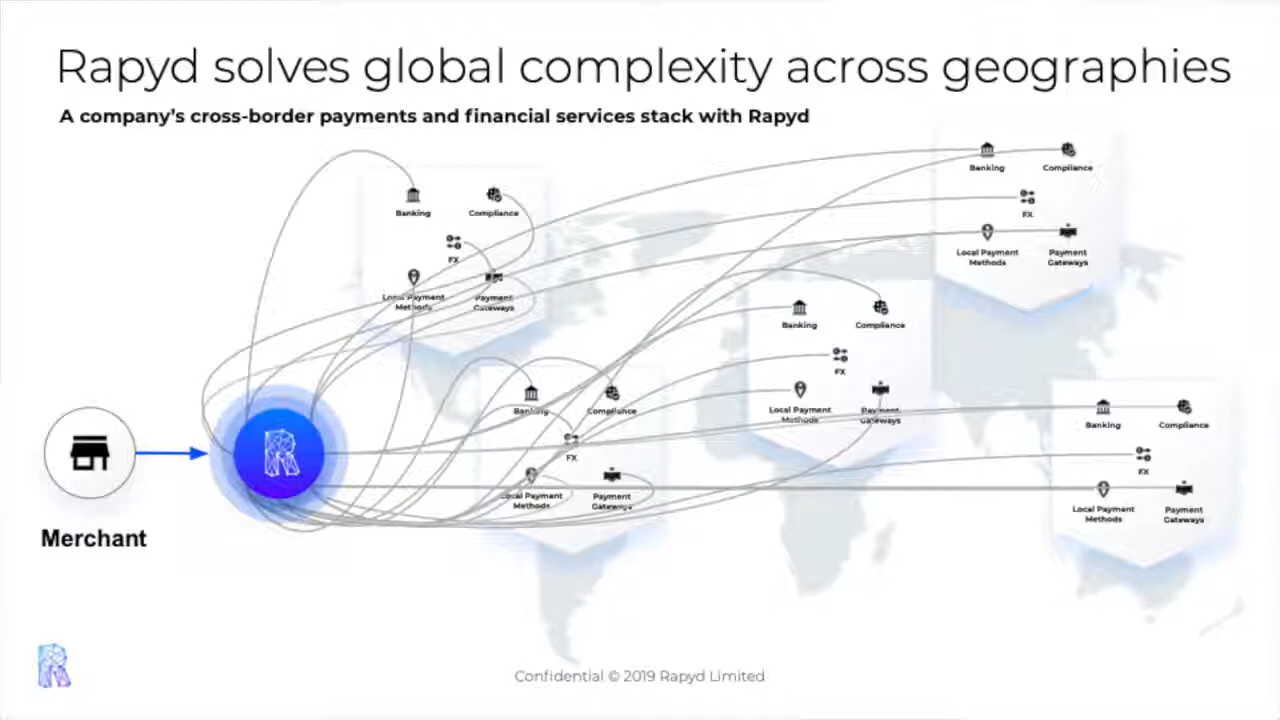 Rapyd solves global complexity across geographies
A company's cross-border payments and financial services stack with Rapyd
Banking
Compliance
FX
Local Payment
Methods
Payment
Gateways
Banking
Compliance
FX
Local Payment
Methods
Payment
Gateways
Banking
Compliance
FX
Local Payment
Methods
Payment
Gateways
Banking
Compliance
FX
Local Payment
Methods
Payment
Gateways
Banking
Compliance
FX
Local Payment
Methods
Payment
Gateways
Merchant
Confidential © 2019 Rapyd Limited